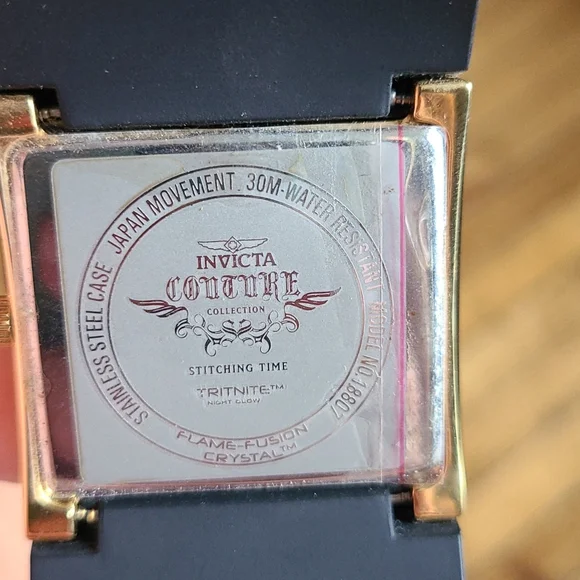 STAINLESS STEEL CASE JAPAN MOVEMENT 30M-WATER RESISTANT MODEL NO.18807
INVICTA
COUTURE
COLLECTION
STITCHING TIME
TRITNITE™
NIGHT GLOW
FLAME-FUSION
CRYSTAL™